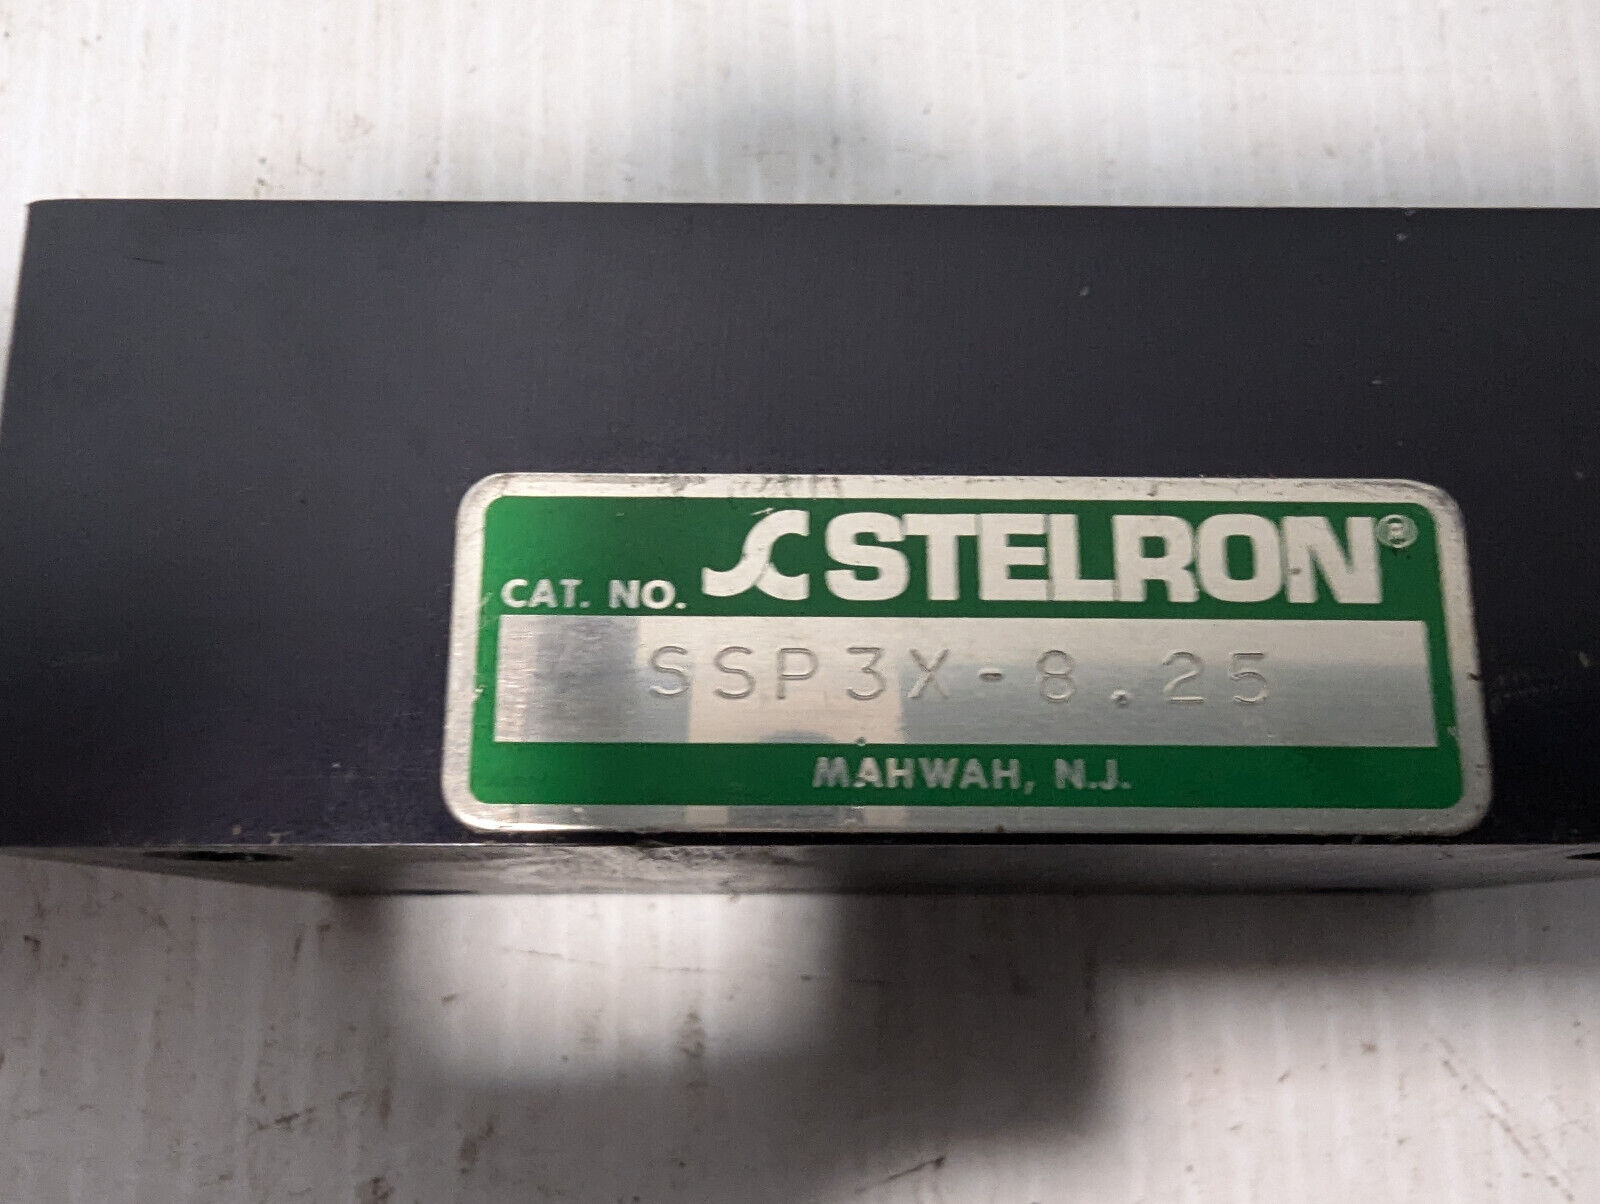 STELRON®
CAT. NO.
SSP3X-8.25
MAHWAH, N.J.